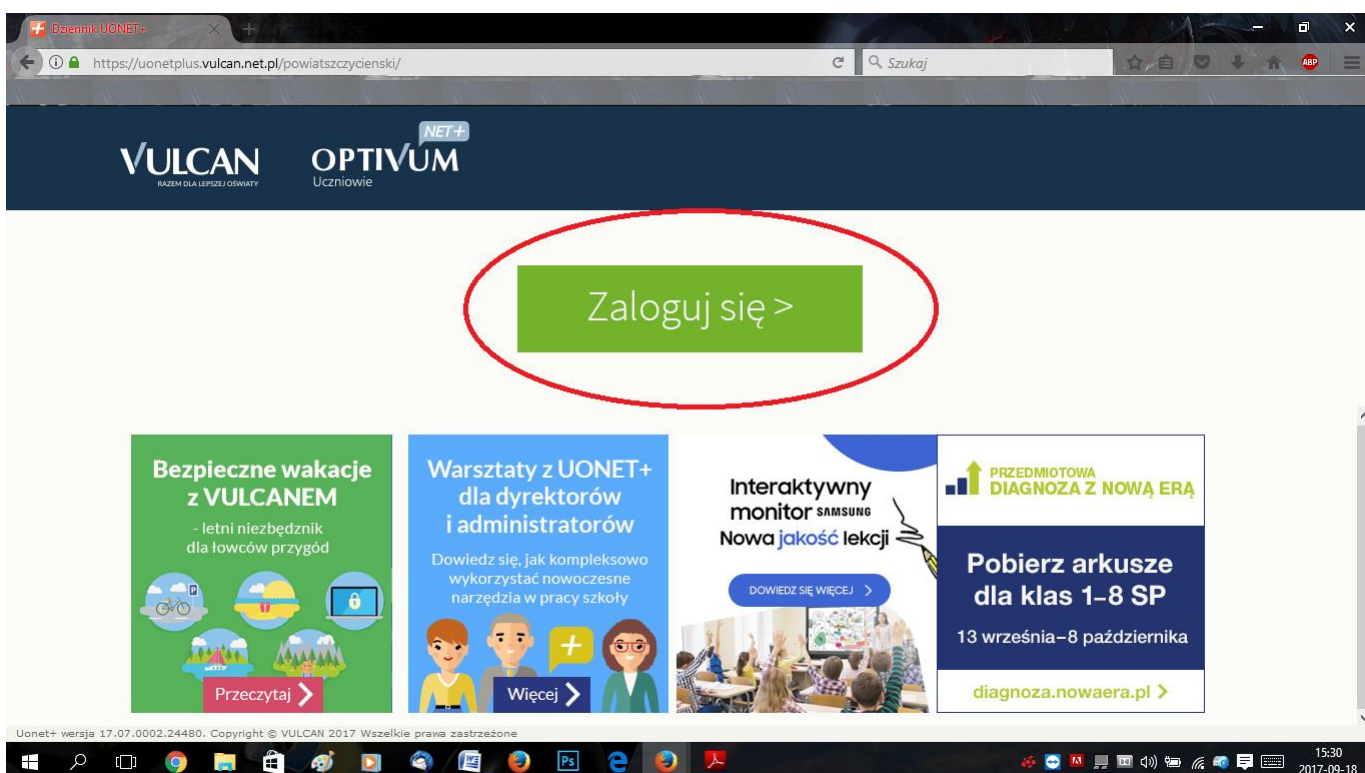 Dziennik UONET+
https://uonetplus.vulcan.net.pl/powiatszczycienski/
Szukaj
ABP
VULCAN
RAZEM DLA LEPSZEJ OŚWIATY
NET+
OPTIVUM
Uczniowie
Zaloguj się >
Bezpieczne wakacje
z VULCANEM
- letni niezbędznik
dla łowców przygód
P
Przeczytaj
Warsztaty z UONET+
dla dyrektorów
i administratorów
Dowiedz się, jak kompleksowo
wykorzystać nowoczesne
narzędzia w pracy szkoły
Więcej
Interaktywny
monitor SAMSUNG
Nowa jakość lekcji
DOWIEDZ SIĘ WIĘCEJ >
PRZEDMIOTOWA
DIAGNOZA Z NOWĄ ERĄ
Pobierz arkusze
dla klas 1–8 SP
13 września–8 października
diagnoza.nowaera.pl >
Uonet+ wersja 17.07.0002.24480. Copyright © VULCAN 2017 Wszelkie prawa zastrzeżone
Ps
15:30
2017-09-18